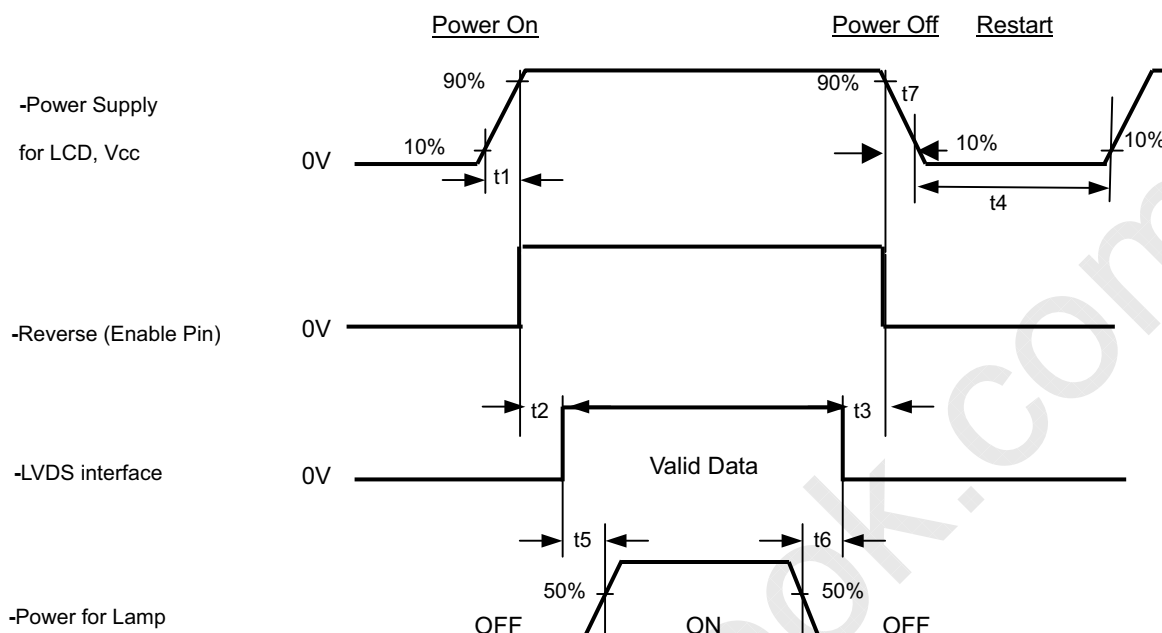 Power On Power Off Restart
90% 90% t7
-Power Supply
for LCD, Vcc
10% 0V t1 10% 10%
t4
-Reverse (Enable Pin) 0V
t2 t3
-LVDS interface 0V Valid Data
t5 t6
50% 50%
-Power for Lamp OFF ON OFF
ook.com